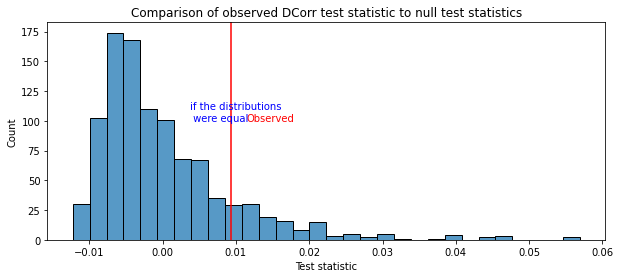 Comparison of observed DCorr test statistic to null test statistics
175
150
125
100
75
50
25
0
Count
if the distributions
were equal
Observed
−0.01
0.00
0.01
0.02
0.03
0.04
0.05
0.06
Test statistic